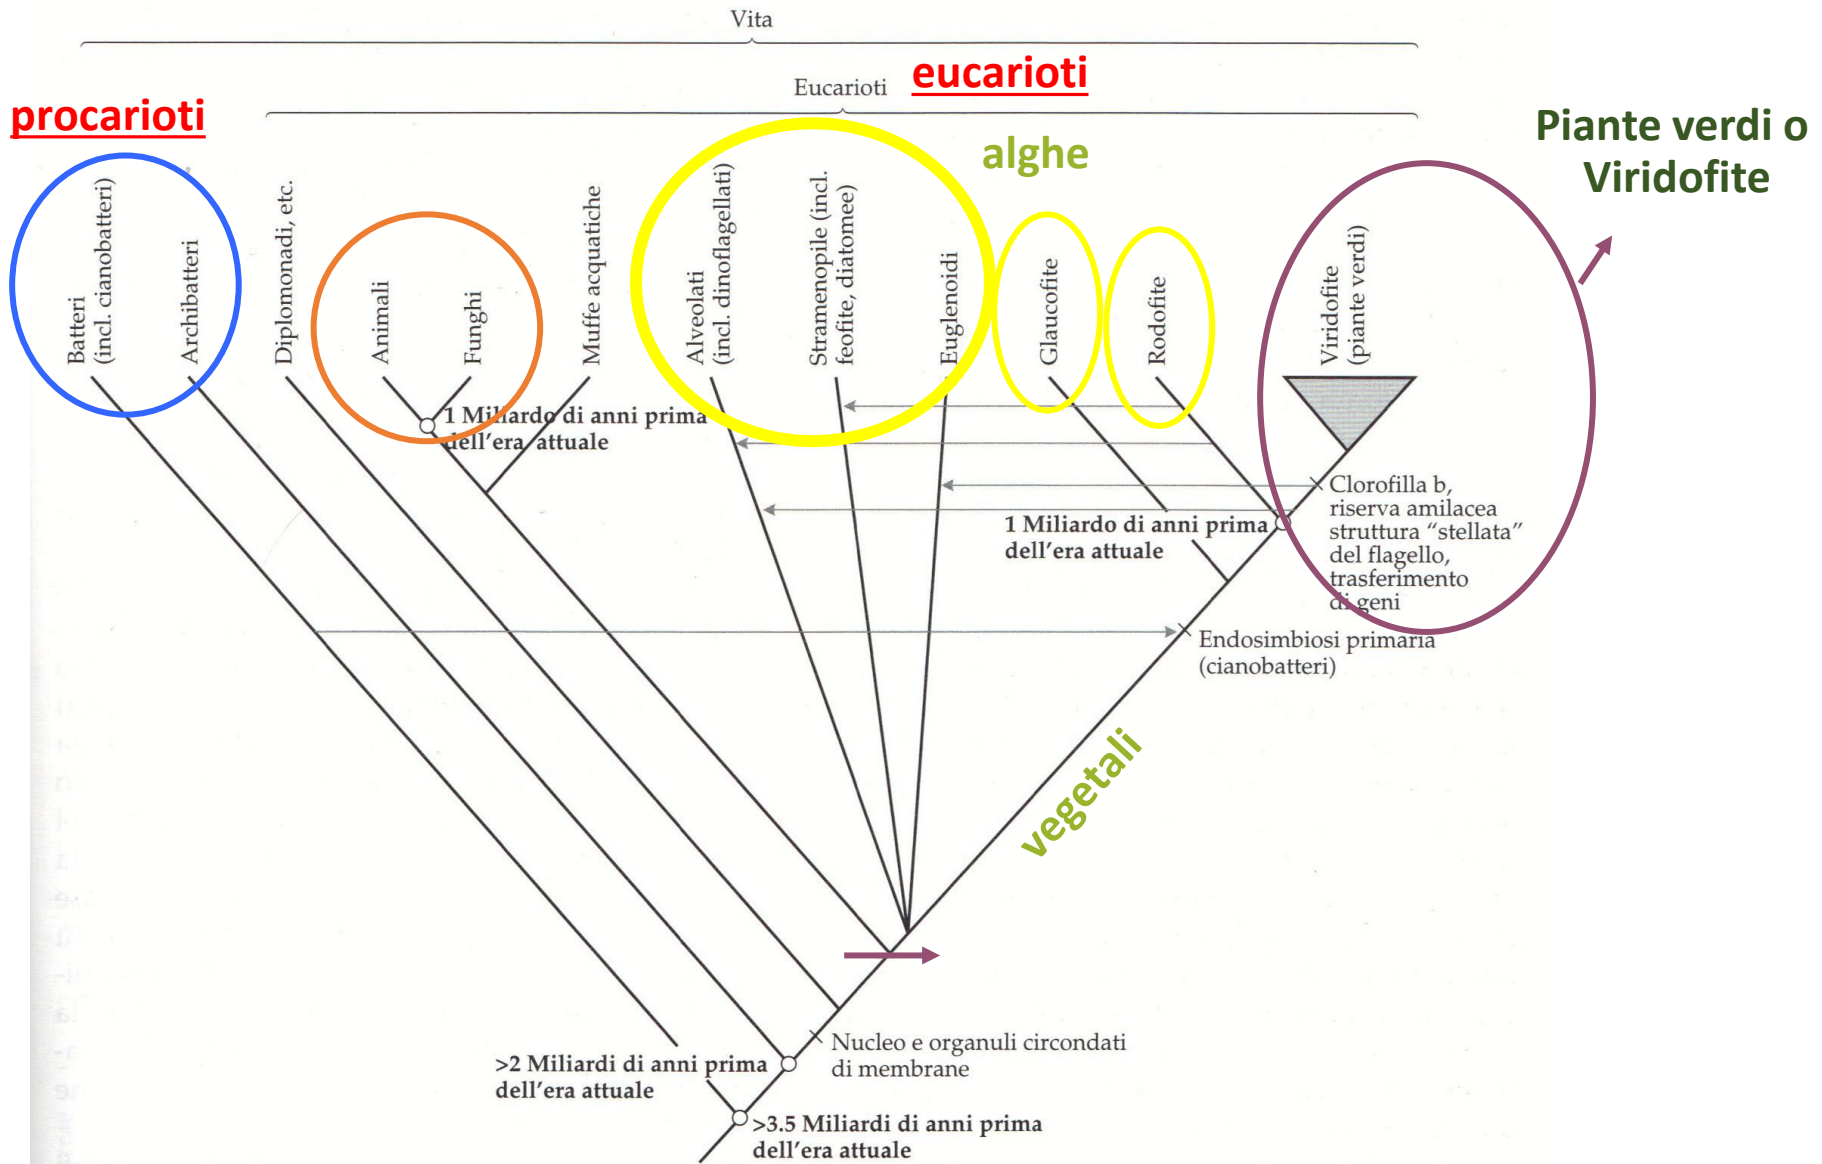 Vita
Eucarioti
eucarioti
procarioti
alghe
Piante verdi o
Viridofite
Batteri
(incl. cianobatteri)
Archibatteri
Diplomonadi, etc.
Animali
Funghi
Muffe acquatiche
Alveolati
(incl. dinoflagellati)
Stramenopile (incl.
feofite, diatomee)
Euglenoidi
Glaucofite
Rodofite
Viridofite
(piante verdi)
1 Miliardo di anni prima
dell'era attuale
Clorofilla b,
riserva amilacea
struttura "stellata"
del flagello,
trasferimento
di geni
1 Miliardo di anni prima
dell'era attuale
Endosimbiosi primaria
(cianobatteri)
vegetali
Nucleo e organuli circondati
di membrane
>2 Miliardi di anni prima
dell'era attuale
>3.5 Miliardi di anni prima
dell'era attuale